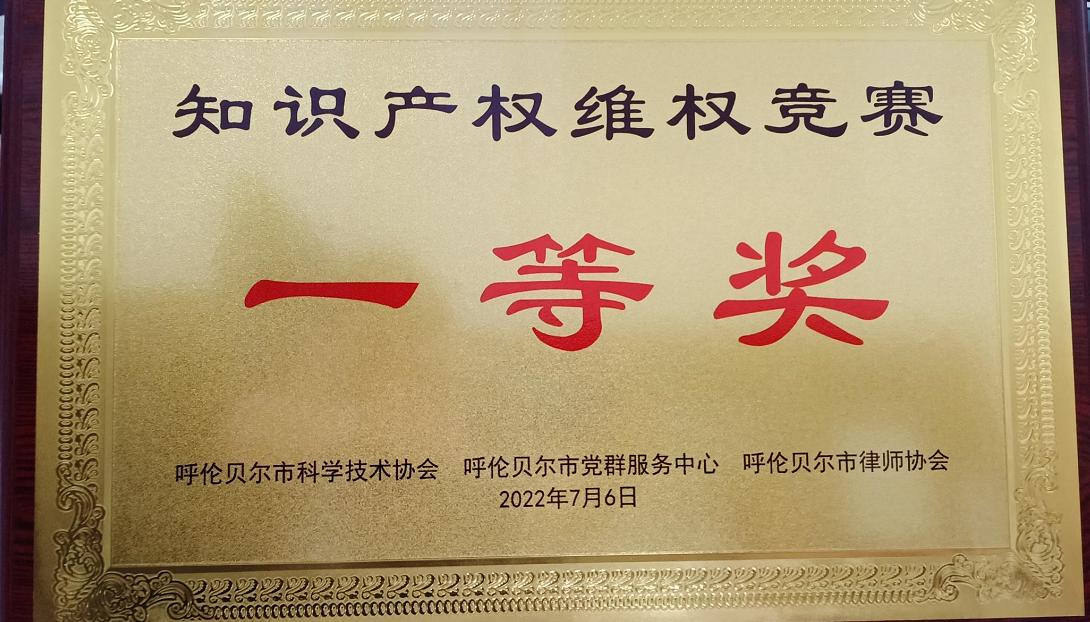 知识产权维权竞赛
一等奖
呼伦贝尔市科学技术协会 呼伦贝尔市党群服务中心 呼伦贝尔市律师协会
2022年7月6日